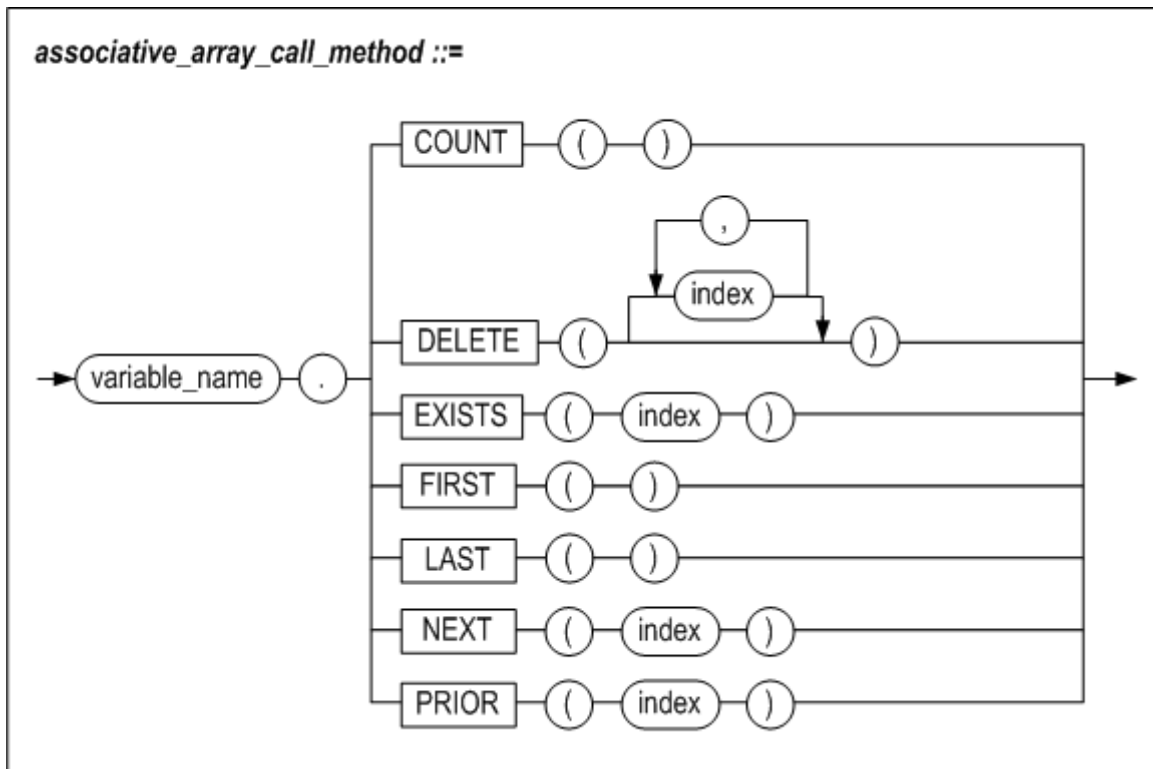 associative_array_call_method ::=
COUNT ( )
,
index
DELETE ( )
variable_name .
EXISTS ( index )
FIRST ( )
LAST ( )
NEXT ( index )
PRIOR ( index )